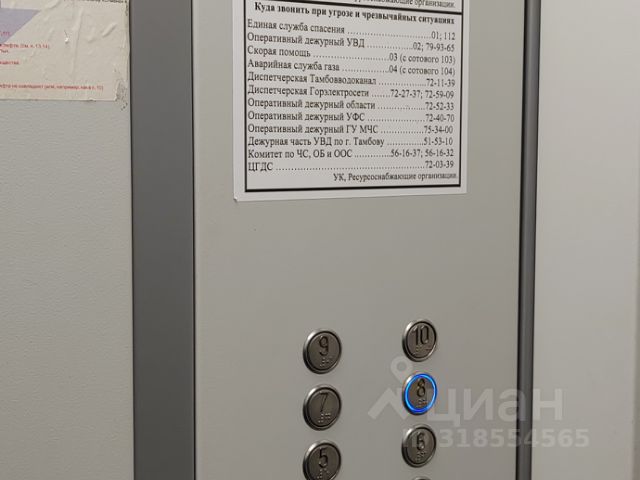 Ресурсоснабжающие организации.
Куда звонить при угрозе и чрезвычайных ситуациях
Единая служба спасения ............................01; 112
Оперативный дежурный УВД ............02; 79-93-65
Скорая помощь ....................03 (с сотового 103)
Аварийная служба газа ............04 (с сотового 104)
Диспетчерская Тамбовводоканал ............72-11-39
Диспетчерская Горэлектросети .......72-27-37; 72-59-09
Оперативный дежурный области ............72-52-33
Оперативный дежурный УФС ............72-40-70
Оперативный дежурный ГУ МЧС ............75-34-00
Дежурная часть УВД по г. Тамбову ............51-53-10
Комитет по ЧС, ОБ и ООС ............56-16-37; 56-16-32
ЦГДС ............................72-03-39
УК, Ресурсоснабжающие организации.
9 10
7 8
5 6
циан
ID 318554565